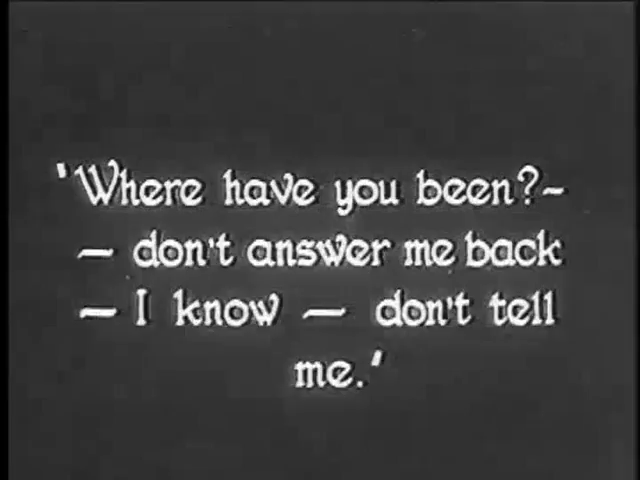 'Where have you been?-
— don't answer me back
— I know — don't tell
me.'